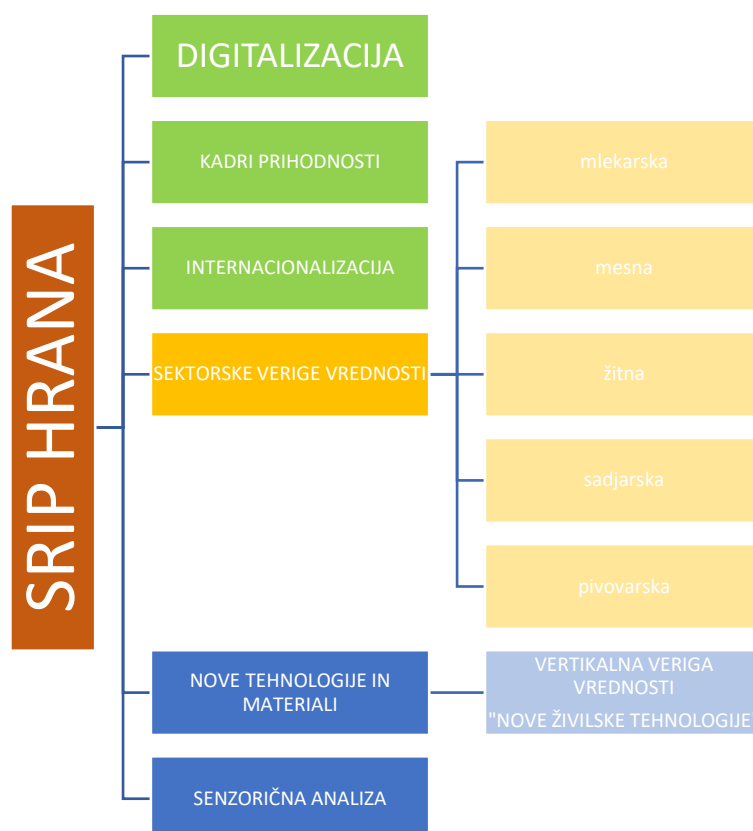 SRIP HRANA
DIGITALIZACIJA
KADRI PRIHODNOSTI
INTERNACIONALIZACIJA
SEKTORSKE VERIGE VREDNOSTI
mlekarska
mesna
žitna
sadjarska
pivovarska
NOVE TEHNOLOGIJE IN
MATERIALI
VERTIKALNA VERIGA
VREDNOSTI
"NOVE ŽIVILSKE TEHNOLOGIJE
SENZORIČNA ANALIZA